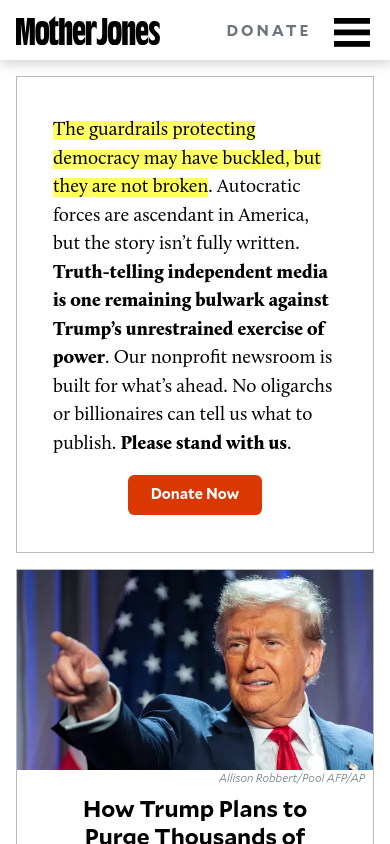 Mother Jones
DONATE
The guardrails protecting
democracy may have buckled, but
they are not broken. Autocratic
forces are ascendant in America,
but the story isn’t fully written.
Truth-telling independent media
is one remaining bulwark against
Trump’s unrestrained exercise of
power. Our nonprofit newsroom is
built for what’s ahead. No oligarchs
or billionaires can tell us what to
publish. Please stand with us.
Donate Now
Allison Robbert/Pool AFP/AP
How Trump Plans to
Purge Thousands of